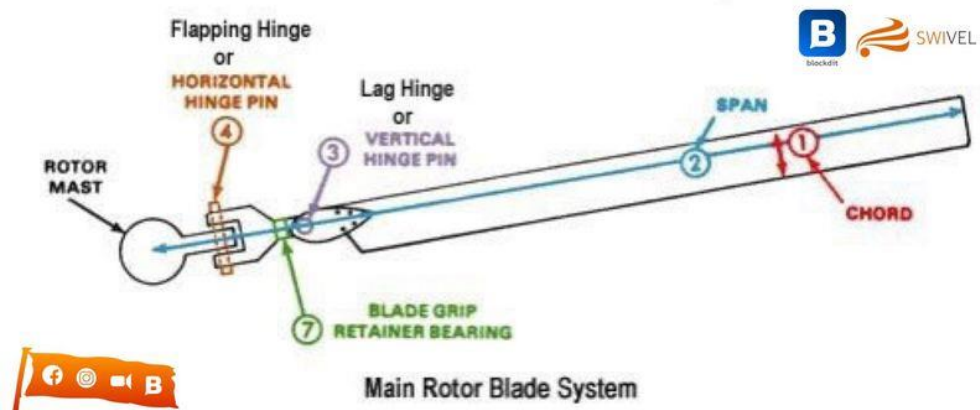 Flapping Hinge
or
HORIZONTAL
HINGE PIN
4
Lag Hinge
or
VERTICAL
HINGE PIN
3
B
blockdit
SWIVEL
SPAN
2
1
CHORD
ROTOR
MAST
7
BLADE GRIP
RETAINER BEARING
B
Main Rotor Blade System